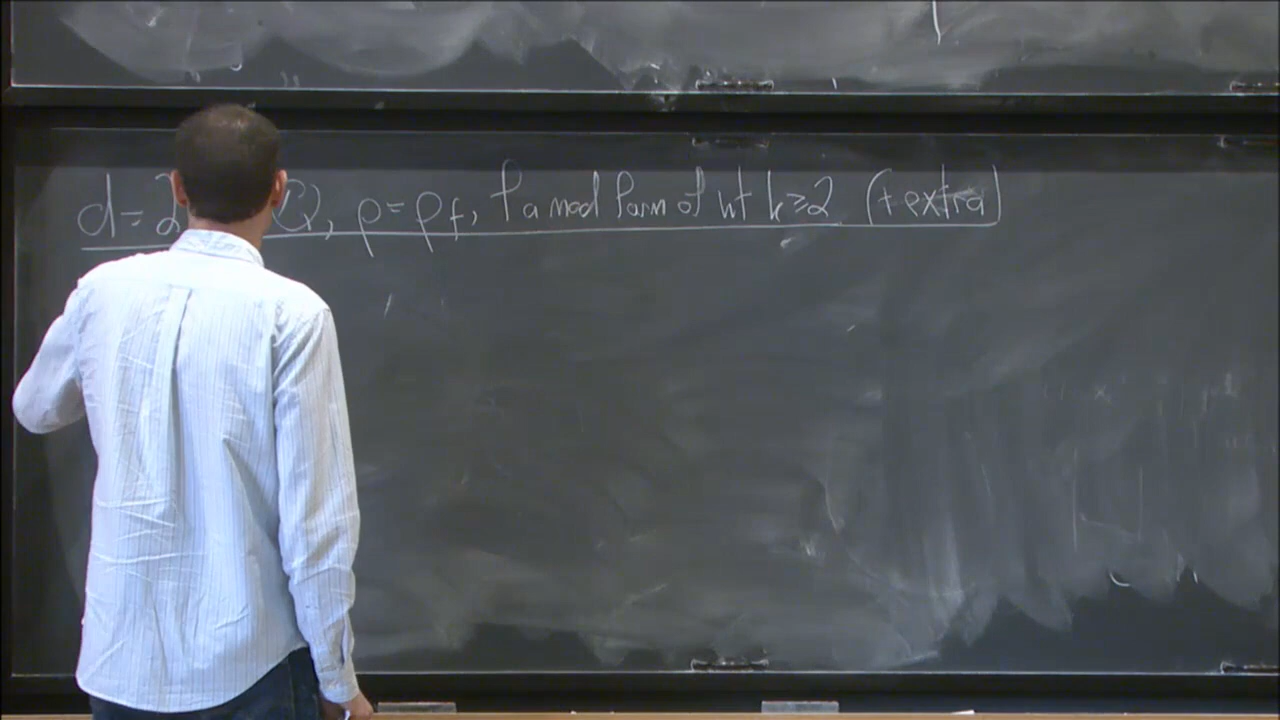 d=2 Q, ρ=ρ_f, f a mod form of wt k≥2 (+extra)